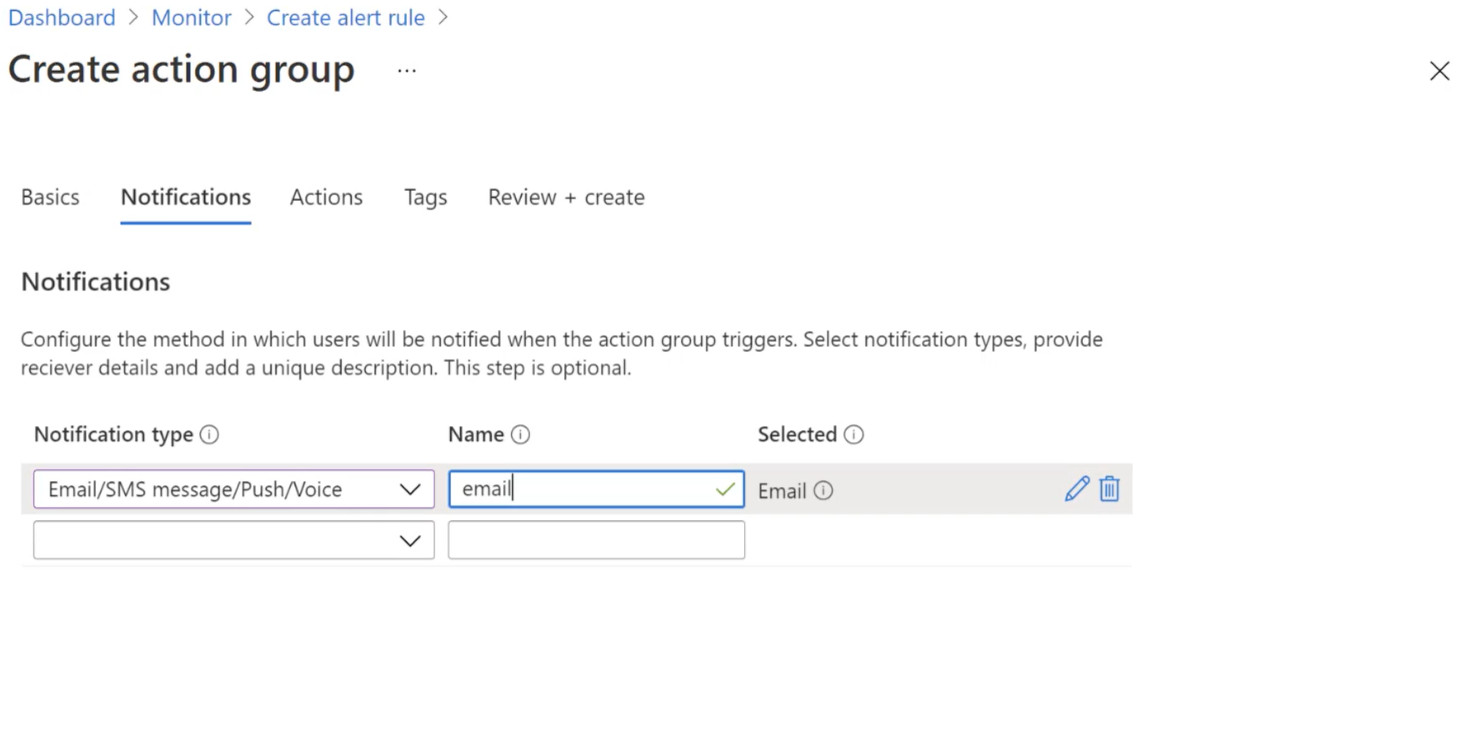 Dashboard > Monitor > Create alert rule >
Create action group ...
Basics Notifications Actions Tags Review + create
Notifications
Configure the method in which users will be notified when the action group triggers. Select notification types, provide
reciever details and add a unique description. This step is optional.
Notification type Name Selected
Email/SMS message/Push/Voice email Email